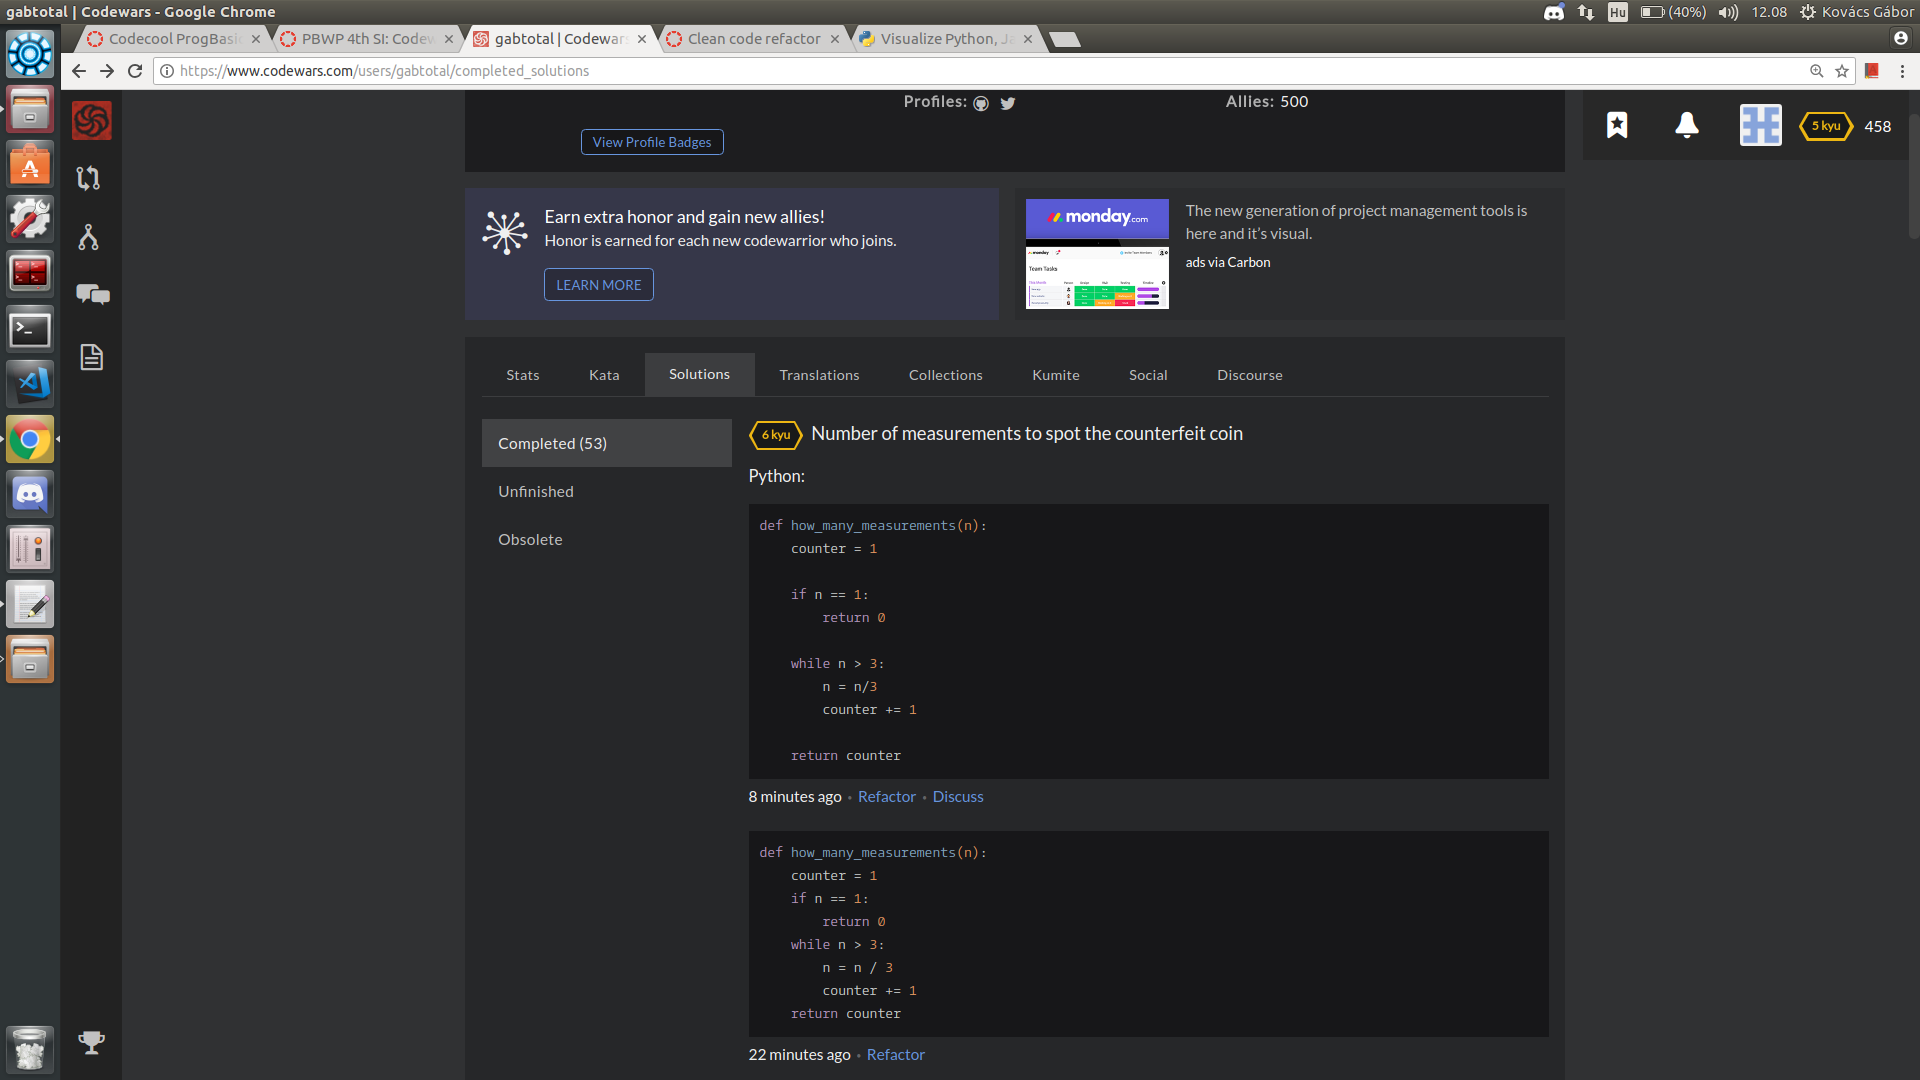 gabtotal | Codewars - Google Chrome
Hu (40%) 12.08 Kovács Gábor
Codecool ProgBasi
PBWP 4th SI: Codew
gabtotal | Codewars
Clean code refactor
Visualize Python, Ja
https://www.codewars.com/users/gabtotal/completed_solutions
Profiles:
Allies: 500
View Profile Badges
5 kyu 458
Earn extra honor and gain new allies!
Honor is earned for each new codewarrior who joins.
LEARN MORE
monday.com
Team Tasks
The new generation of project management tools is
here and it's visual.
ads via Carbon
Stats Kata Solutions Translations Collections Kumite Social Discourse
Completed (53)
Unfinished
Obsolete
6 kyu Number of measurements to spot the counterfeit coin
Python:
def how_many_measurements(n):
    counter = 1
    if n == 1:
        return 0
    while n > 3:
        n = n/3
        counter += 1
    return counter
8 minutes ago • Refactor • Discuss
def how_many_measurements(n):
    counter = 1
    if n == 1:
        return 0
    while n > 3:
        n = n / 3
        counter += 1
    return counter
22 minutes ago • Refactor